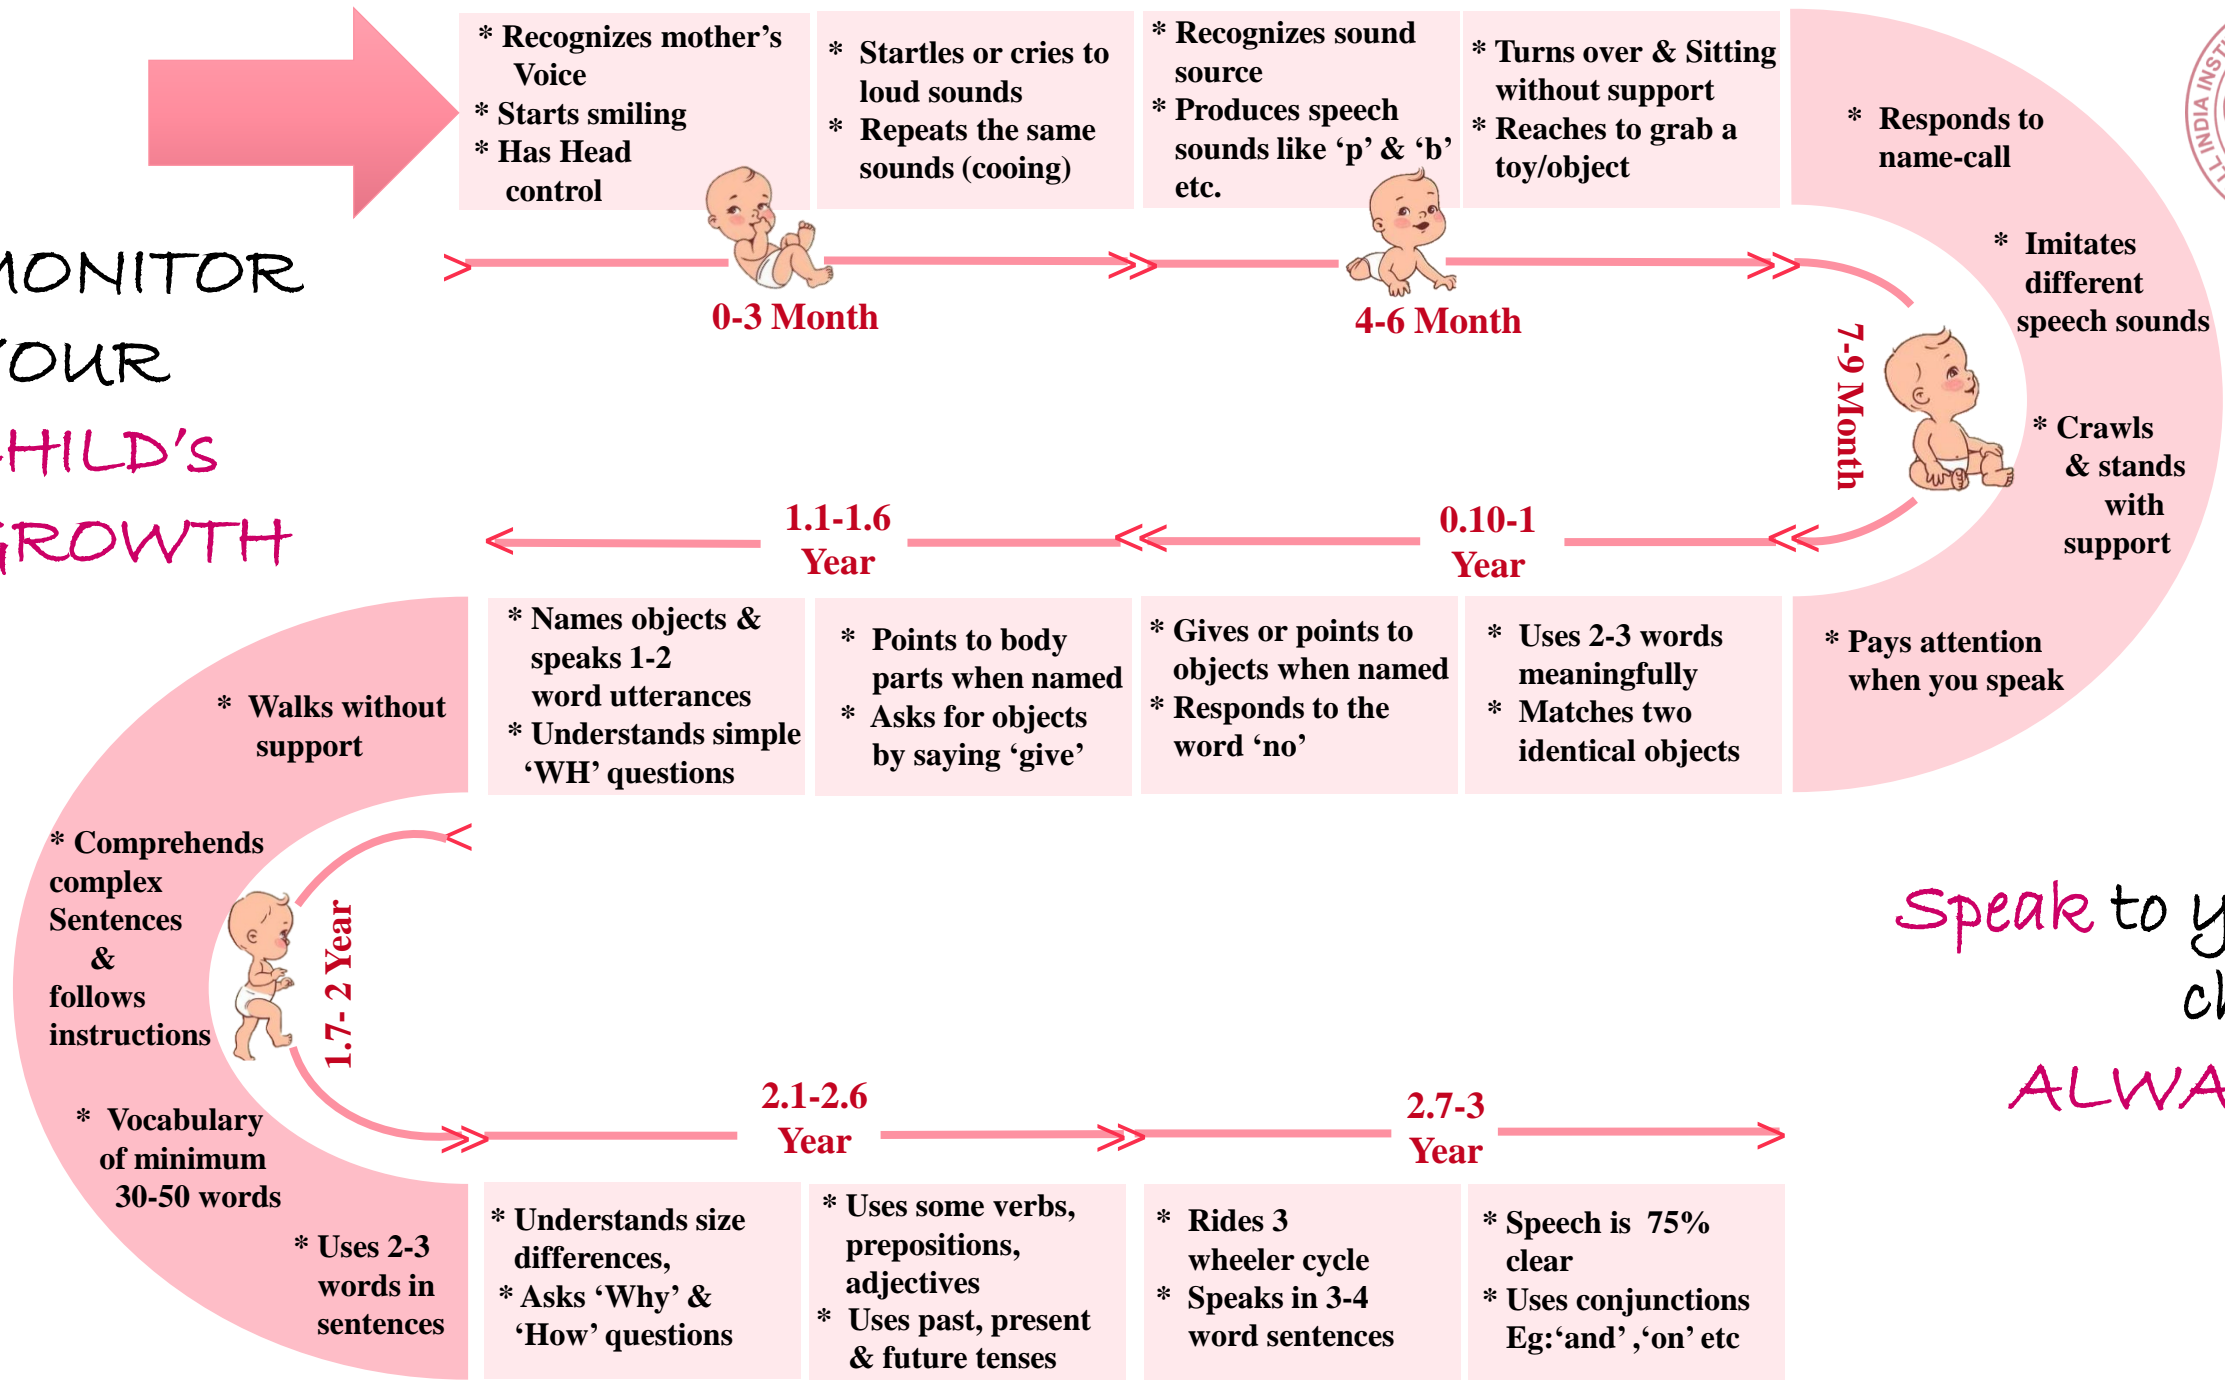 * Recognizes mother's
Voice
* Starts smiling
* Has Head
control
* Startles or cries to
loud sounds
* Repeats the same
sounds (cooing)
* Recognizes sound
source
* Produces speech
sounds like ‘p’ & ‘b’
etc.
* Turns over & Sitting
without support
* Reaches to grab a
toy/object
0-3 Month
4-6 Month
* Responds to
name-call
* Imitates
different
speech sounds
* Crawls
& stands
with
support
* Pays attention
when you speak
7-9 Month
MONITOR
YOUR
CHILD's
GROWTH
0.10-1
Year
* Gives or points to
objects when named
* Responds to the
word ‘no’
* Uses 2-3 words
meaningfully
* Matches two
identical objects
1.1-1.6
Year
* Names objects &
speaks 1-2
word utterances
* Understands simple
‘WH’ questions
* Points to body
parts when named
* Asks for objects
by saying ‘give’
* Walks without
support
* Comprehends
complex
Sentences
&
follows
instructions
* Vocabulary
of minimum
30-50 words
* Uses 2-3
words in
sentences
1.7- 2 Year
2.1-2.6
Year
* Understands size
differences,
* Asks ‘Why’ &
‘How’ questions
* Uses some verbs,
prepositions,
adjectives
* Uses past, present
& future tenses
2.7-3
Year
* Rides 3
wheeler cycle
* Speaks in 3-4
word sentences
* Speech is 75%
clear
* Uses conjunctions
Eg:‘and’ ,‘on’ etc
Speak to
INDIA